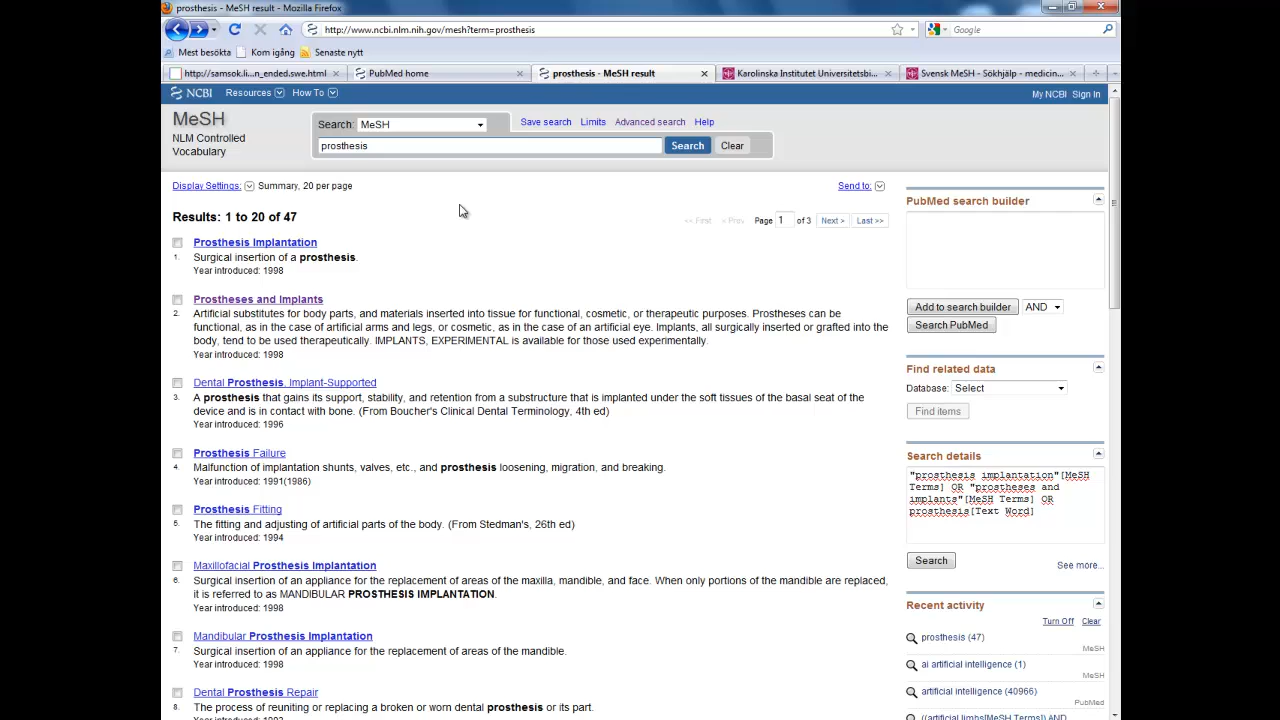 prosthesis - MeSH result - Mozilla Firefox
http://www.ncbi.nlm.nih.gov/mesh?term=prosthesis
Google
Mest besökta Kom igång Senaste nytt
http://samsok.li...n_ended.swe.html PubMed home prosthesis - MeSH result Karolinska Institutet Universitetsbi... Svensk MeSH - Sökhjälp - medicin...
NCBI Resources How To My NCBI Sign In
MeSH
NLM Controlled
Vocabulary
Search: MeSH Save search Limits Advanced search Help
prosthesis Search Clear
Display Settings: Summary, 20 per page Send to:
Results: 1 to 20 of 47 << First < Prev Page 1 of 3 Next > Last >>
Prosthesis Implantation
1. Surgical insertion of a prosthesis.
Year introduced: 1998
Prostheses and Implants
2. Artificial substitutes for body parts, and materials inserted into tissue for functional, cosmetic, or therapeutic purposes. Prostheses can be
functional, as in the case of artificial arms and legs, or cosmetic, as in the case of an artificial eye. Implants, all surgically inserted or grafted into the
body, tend to be used therapeutically. IMPLANTS, EXPERIMENTAL is available for those used experimentally.
Year introduced: 1998
Dental Prosthesis, Implant-Supported
3. A prosthesis that gains its support, stability, and retention from a substructure that is implanted under the soft tissues of the basal seat of the
device and is in contact with bone. (From Boucher's Clinical Dental Terminology, 4th ed)
Year introduced: 1996
Prosthesis Failure
4. Malfunction of implantation shunts, valves, etc., and prosthesis loosening, migration, and breaking.
Year introduced: 1991(1986)
Prosthesis Fitting
5. The fitting and adjusting of artificial parts of the body. (From Stedman's, 26th ed)
Year introduced: 1994
Maxillofacial Prosthesis Implantation
6. Surgical insertion of an appliance for the replacement of areas of the maxilla, mandible, and face. When only portions of the mandible are replaced,
it is referred to as MANDIBULAR PROSTHESIS IMPLANTATION.
Year introduced: 1998
Mandibular Prosthesis Implantation
7. Surgical insertion of an appliance for the replacement of areas of the mandible.
Year introduced: 1998
Dental Prosthesis Repair
8. The process of reuniting or replacing a broken or worn dental prosthesis or its part.
PubMed search builder
Add to search builder AND
Search PubMed
Find related data
Database: Select
Find items
Search details
"prosthesis implantation"[MeSH
Terms] OR "prostheses and
implants"[MeSH Terms] OR
prosthesis[Text Word]
Search See more...
Recent activity
Turn Off Clear
prosthesis (47)
MeSH
ai artificial intelligence (1)
MeSH
artificial intelligence (40966)
PubMed
((artificial limbs[MeSH Terms]) AND